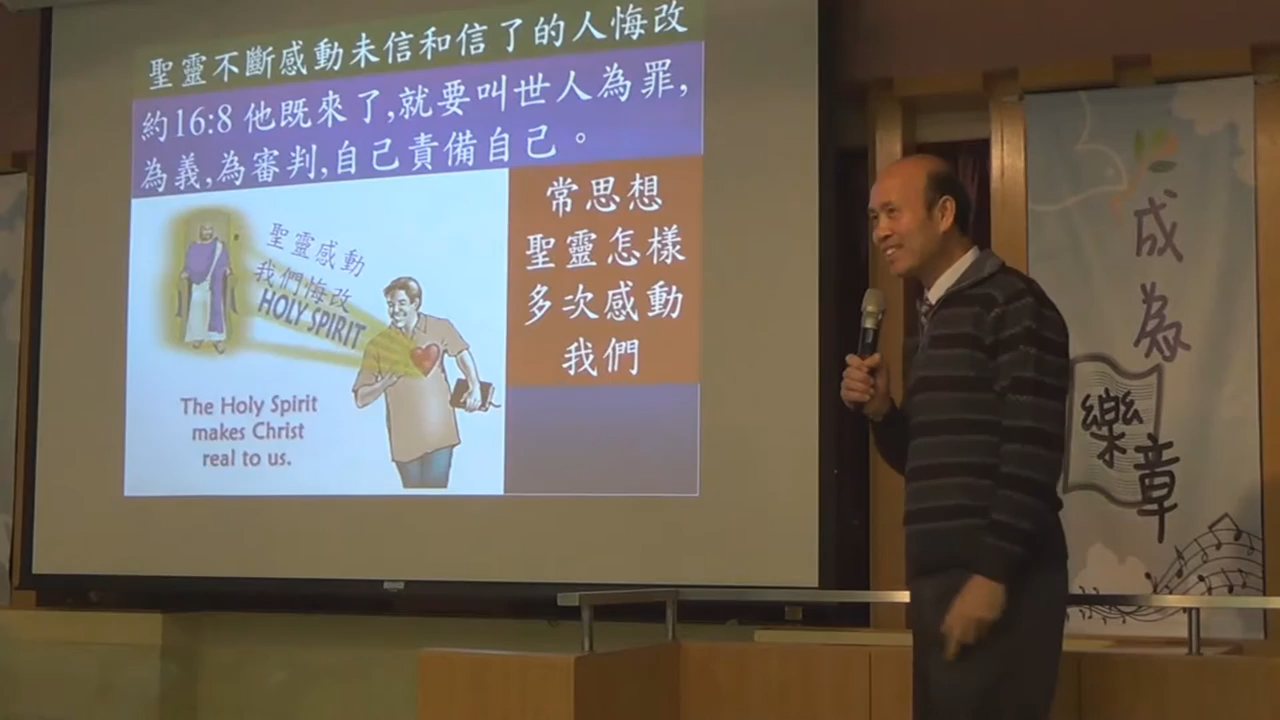 聖靈不斷感動未信和信了的人悔改
約16:8 他既來了,就要叫世人為罪,
為義,為審判,自己責備自己。
聖靈感動
我們悔改
HOLY SPIRIT
The Holy Spirit
makes Christ
real to us.
常思想
聖靈怎樣
多次感動
我們
成為
樂章